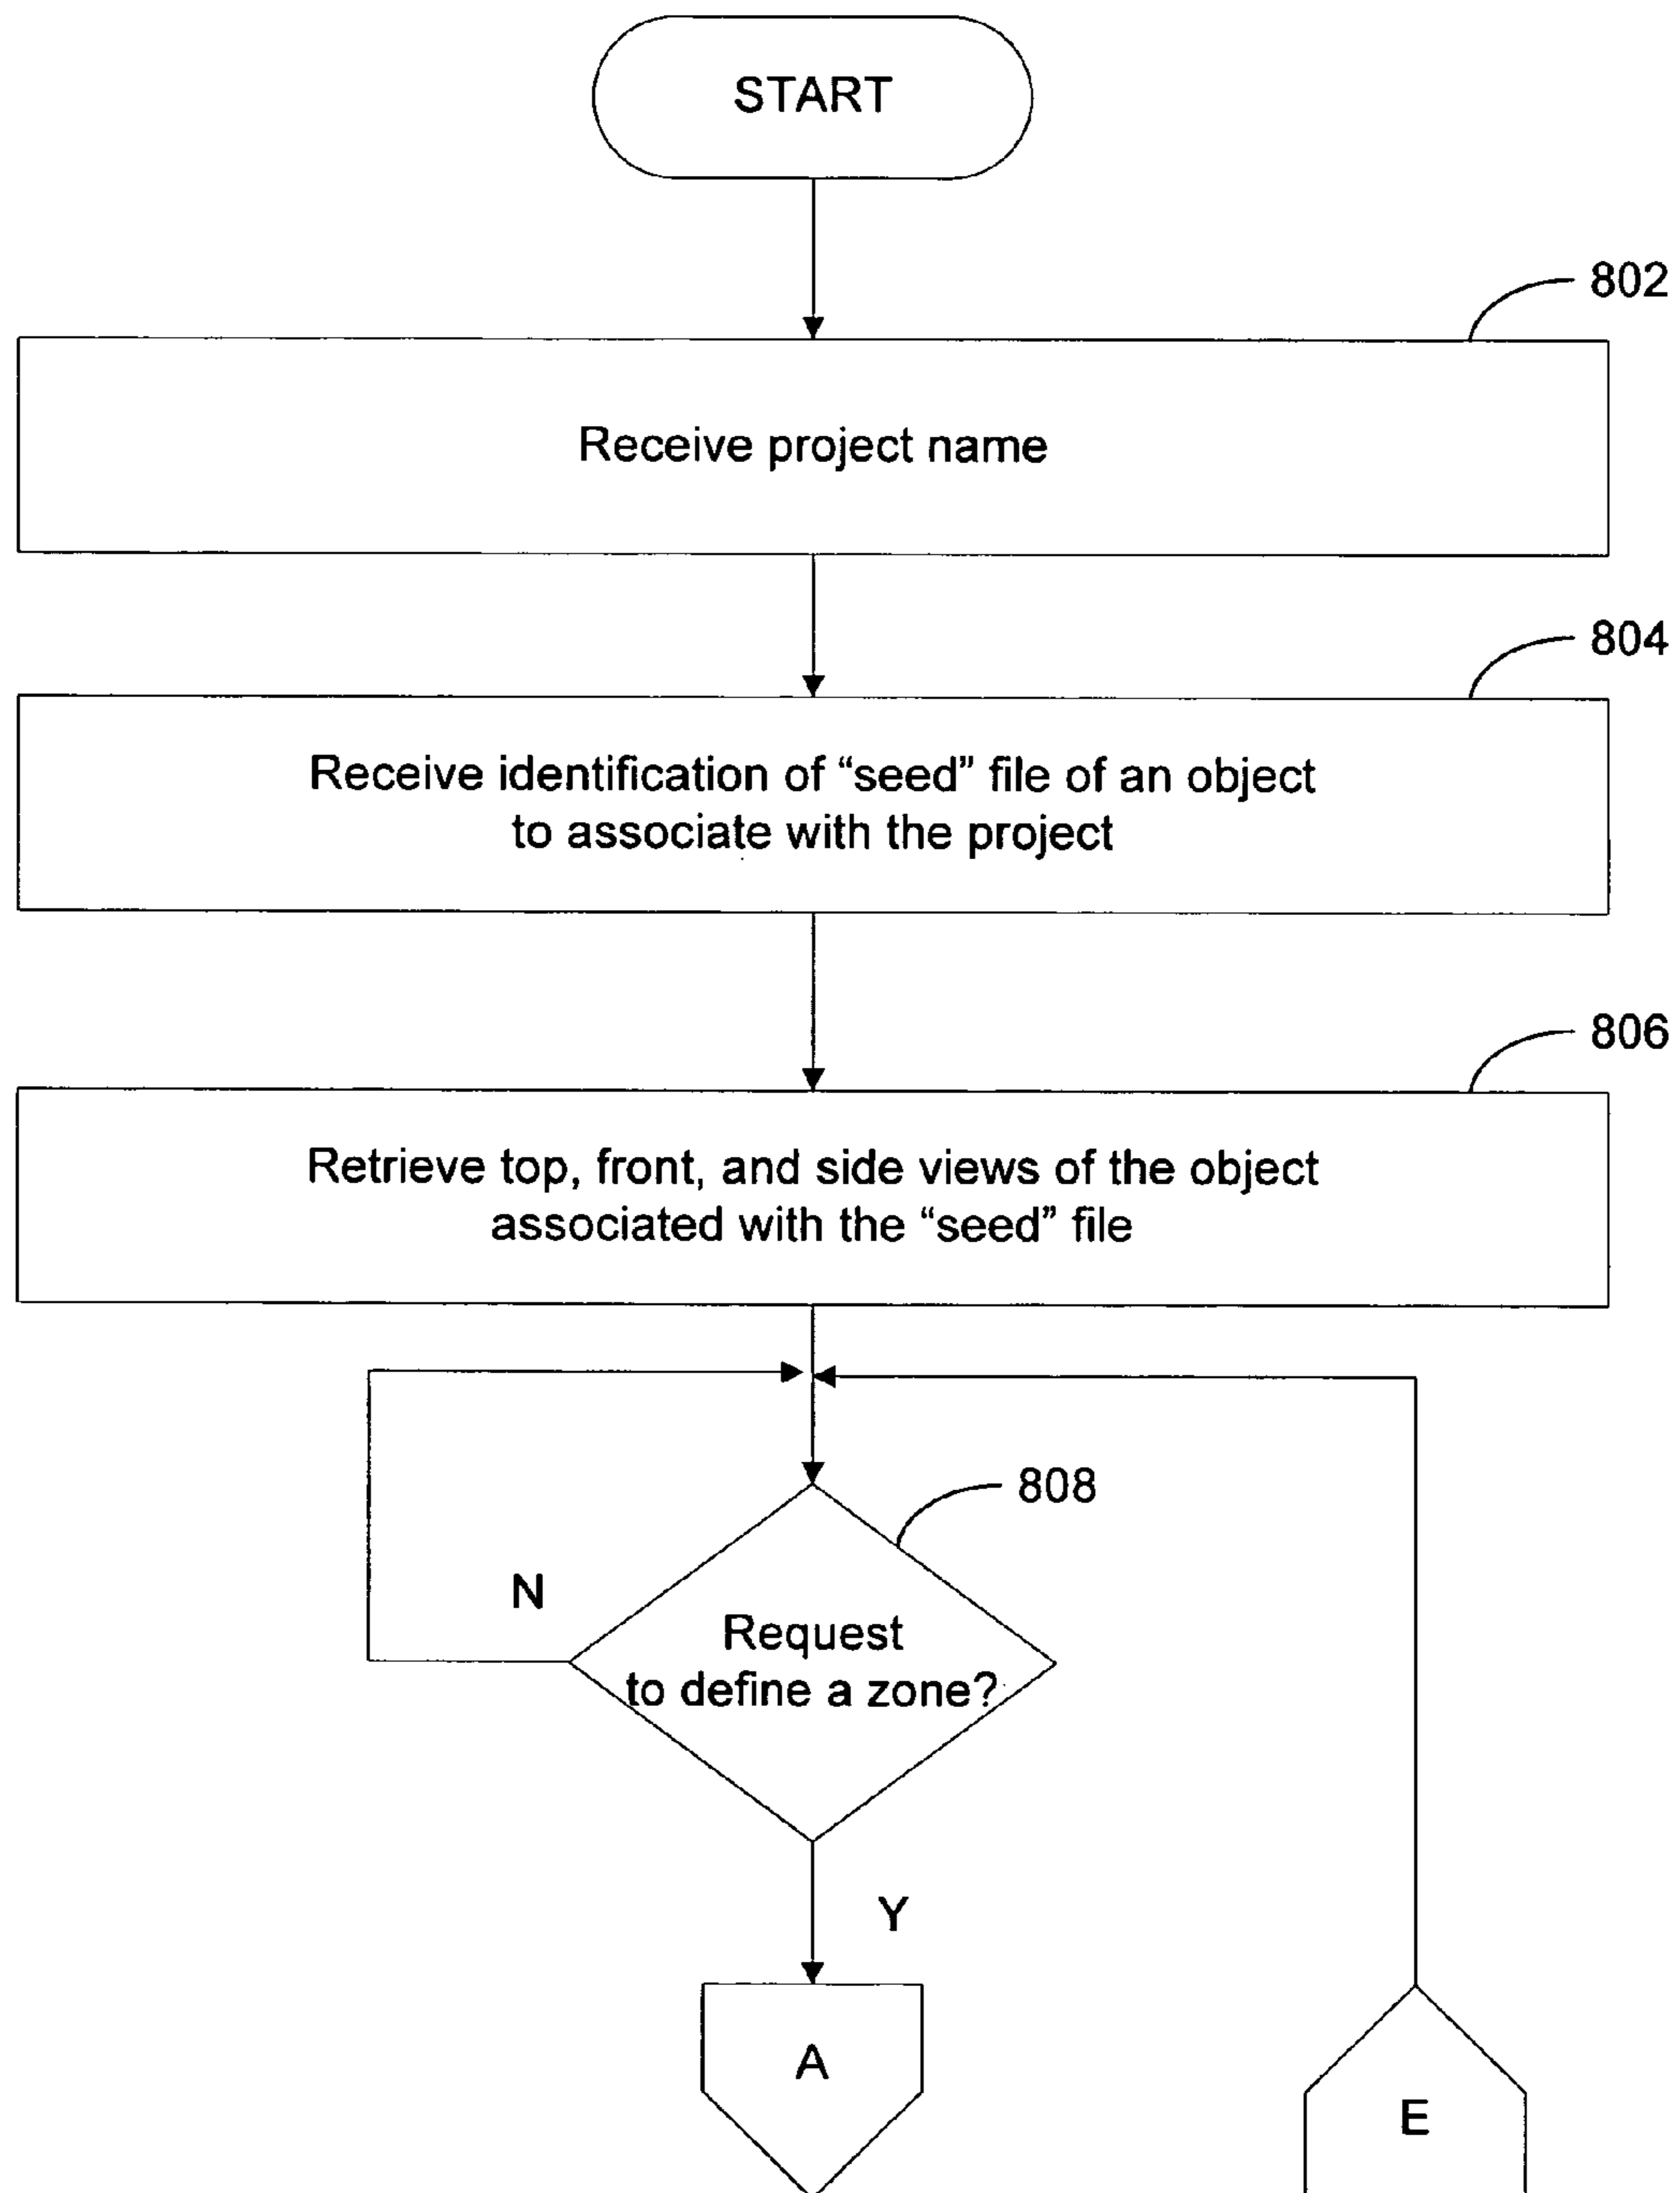 START
802
Receive project name
804
Receive identification of “seed” file of an object
to associate with the project
806
Retrieve top, front, and side views of the object
associated with the “seed” file
808
N
Request
to define a zone?
Y
A
E